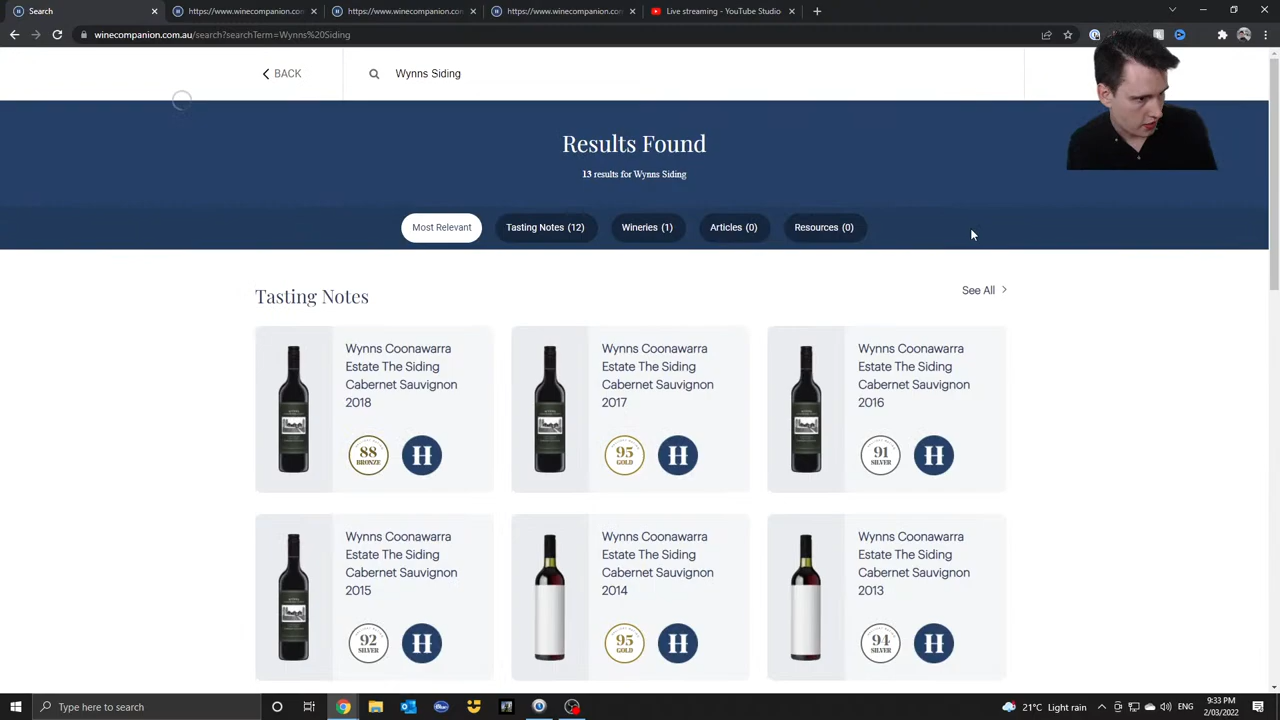 Search
https://www.winecompanion.com.au/
https://www.winecompanion.com.au/
https://www.winecompanion.com.au/
Live streaming - YouTube Studio
winecompanion.com.au/search?searchTerm=Wynns%20Siding
BACK
Wynns Siding
Results Found
13 results for Wynns Siding
Most Relevant
Tasting Notes (12)
Wineries (1)
Articles (0)
Resources (0)
Tasting Notes
See All
Wynns Coonawarra
Estate The Siding
Cabernet Sauvignon
2018
88
BRONZE
H
Wynns Coonawarra
Estate The Siding
Cabernet Sauvignon
2017
95
GOLD
H
Wynns Coonawarra
Estate The Siding
Cabernet Sauvignon
2016
91
SILVER
H
Wynns Coonawarra
Estate The Siding
Cabernet Sauvignon
2015
92
SILVER
H
Wynns Coonawarra
Estate The Siding
Cabernet Sauvignon
2014
95
GOLD
H
Wynns Coonawarra
Estate The Siding
Cabernet Sauvignon
2013
94
SILVER
H
Type here to search
21°C Light rain
ENG
9:33 PM
2/03/2022